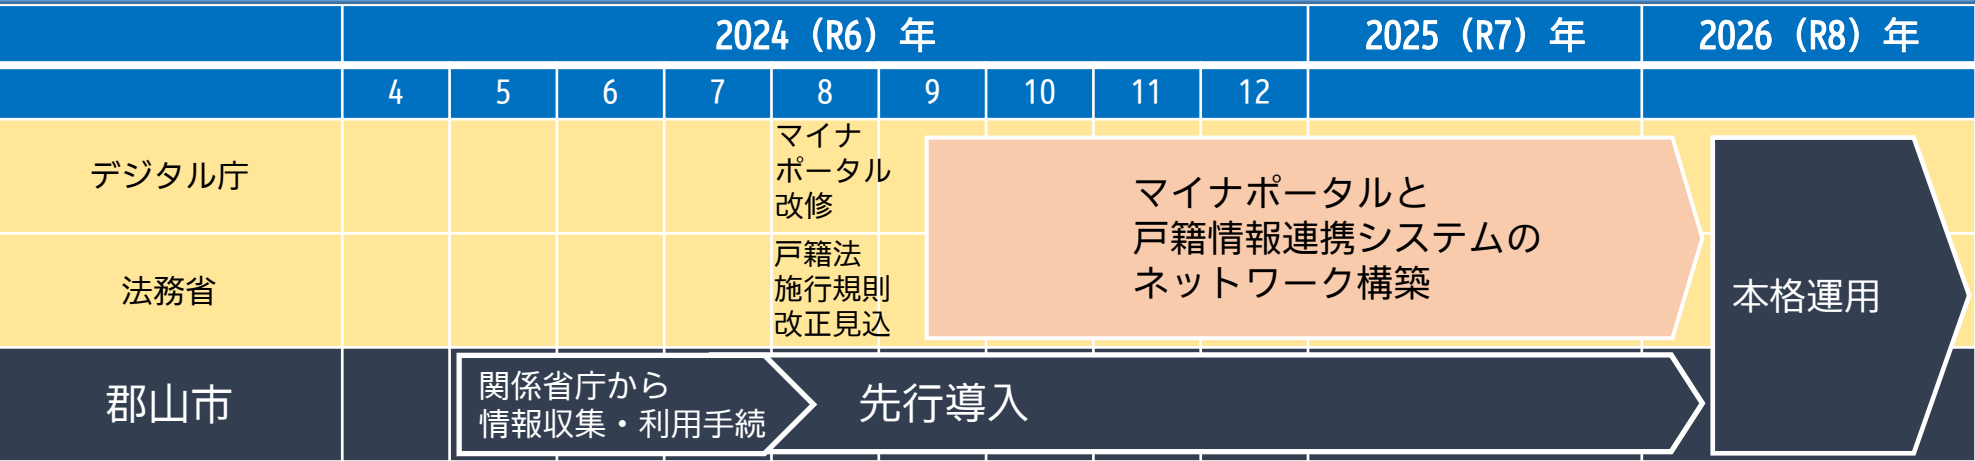 2024（R6）年 2025（R7）年 2026（R8）年
4 5 6 7 8 9 10 11 12
デジタル庁
マイナ
ポータル
改修
法務省
戸籍法
施行規則
改正見込
マイナポータルと
戸籍情報連携システムの
ネットワーク構築
本格運用
郡山市
関係省庁から
情報収集・利用手続
先行導入